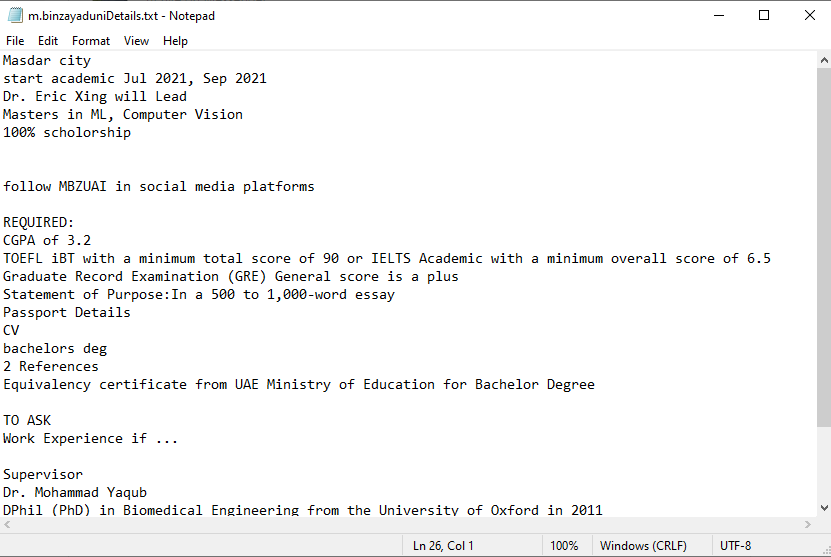 m.binzayaduniDetails.txt - Notepad
File Edit Format View Help
Masdar city
start academic Jul 2021, Sep 2021
Dr. Eric Xing will Lead
Masters in ML, Computer Vision
100% scholorship
follow MBZUAI in social media platforms
REQUIRED:
CGPA of 3.2
TOEFL iBT with a minimum total score of 90 or IELTS Academic with a minimum overall score of 6.5
Graduate Record Examination (GRE) General score is a plus
Statement of Purpose:In a 500 to 1,000-word essay
Passport Details
CV
bachelors deg
2 References
Equivalency certificate from UAE Ministry of Education for Bachelor Degree
TO ASK
Work Experience if ...
Supervisor
Dr. Mohammad Yaqub
DPhil (PhD) in Biomedical Engineering from the University of Oxford in 2011
Ln 26, Col 1 100% Windows (CRLF) UTF-8